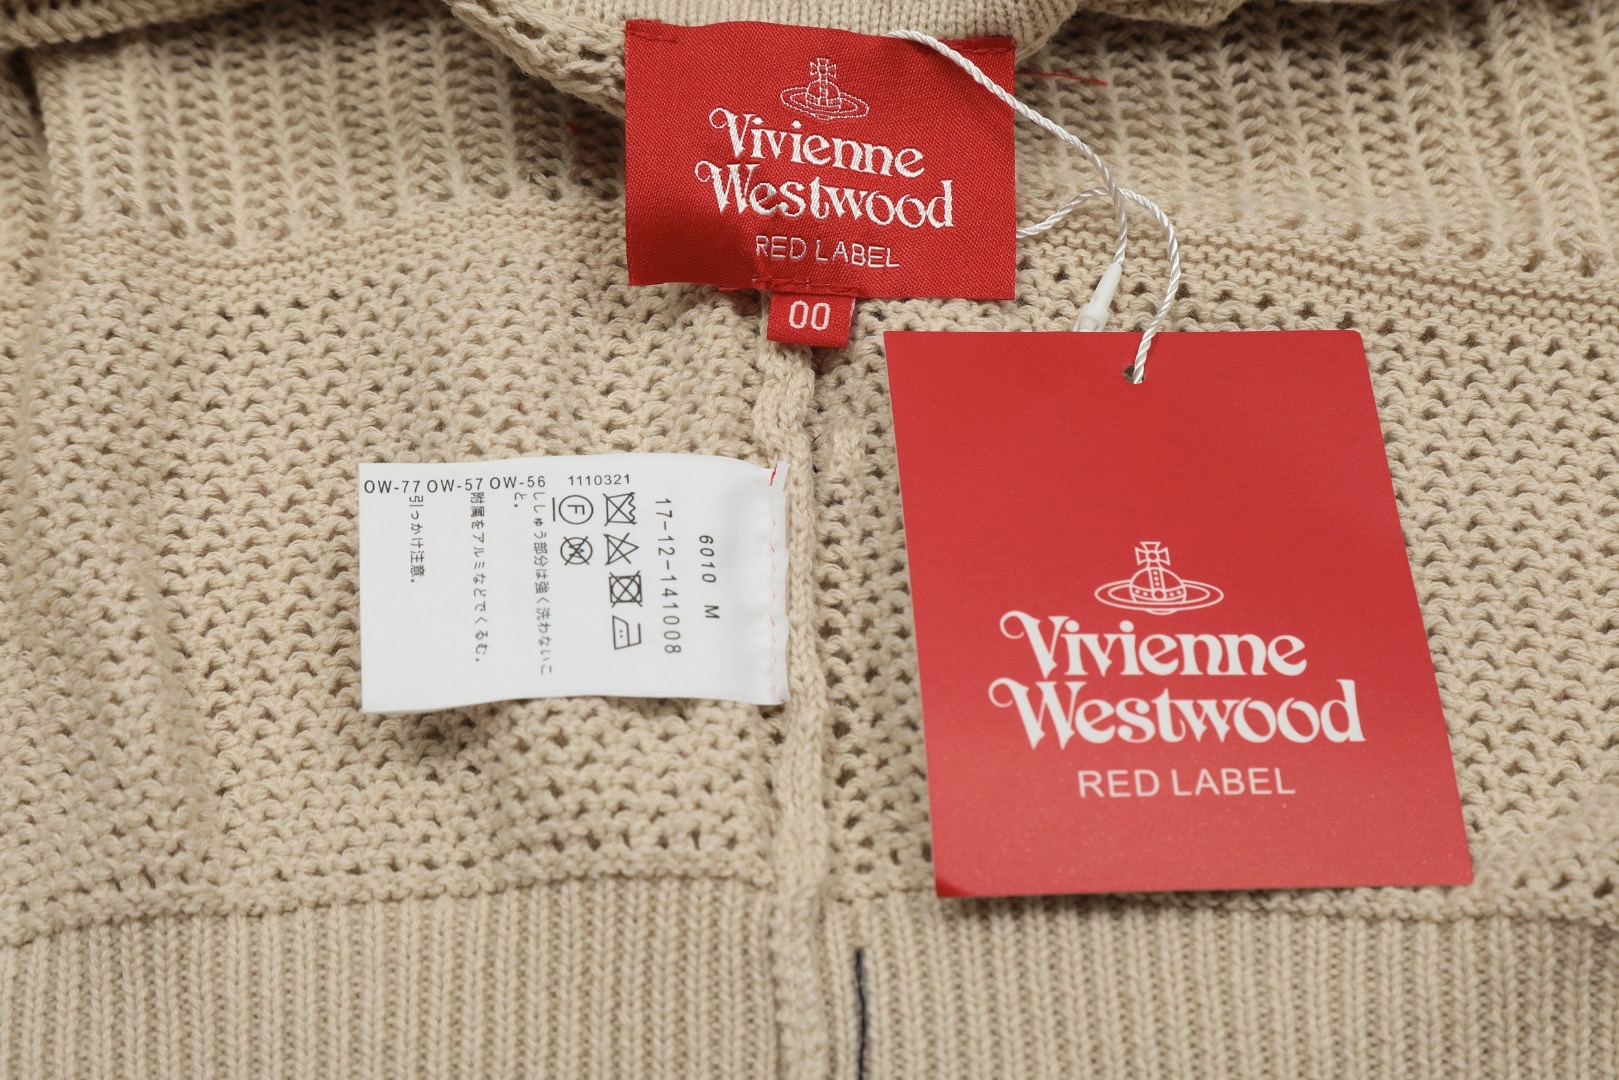 Vivienne
Westwood
RED LABEL
00
OW-77 OW-57 OW-56 1110321
6010 M
17-12-141008
F
W
ししゅう部分は強く洗わないこ
と。
附属をアルミなどでくるむ。
引っかけ注意。
Vivienne
Westwood
RED LABEL